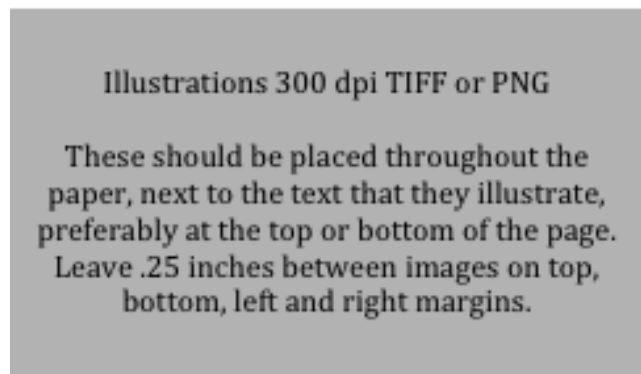 Illustrations 300 dpi TIFF or PNG
These should be placed throughout the
paper, next to the text that they illustrate,
preferably at the top or bottom of the page.
Leave .25 inches between images on top,
bottom, left and right margins.